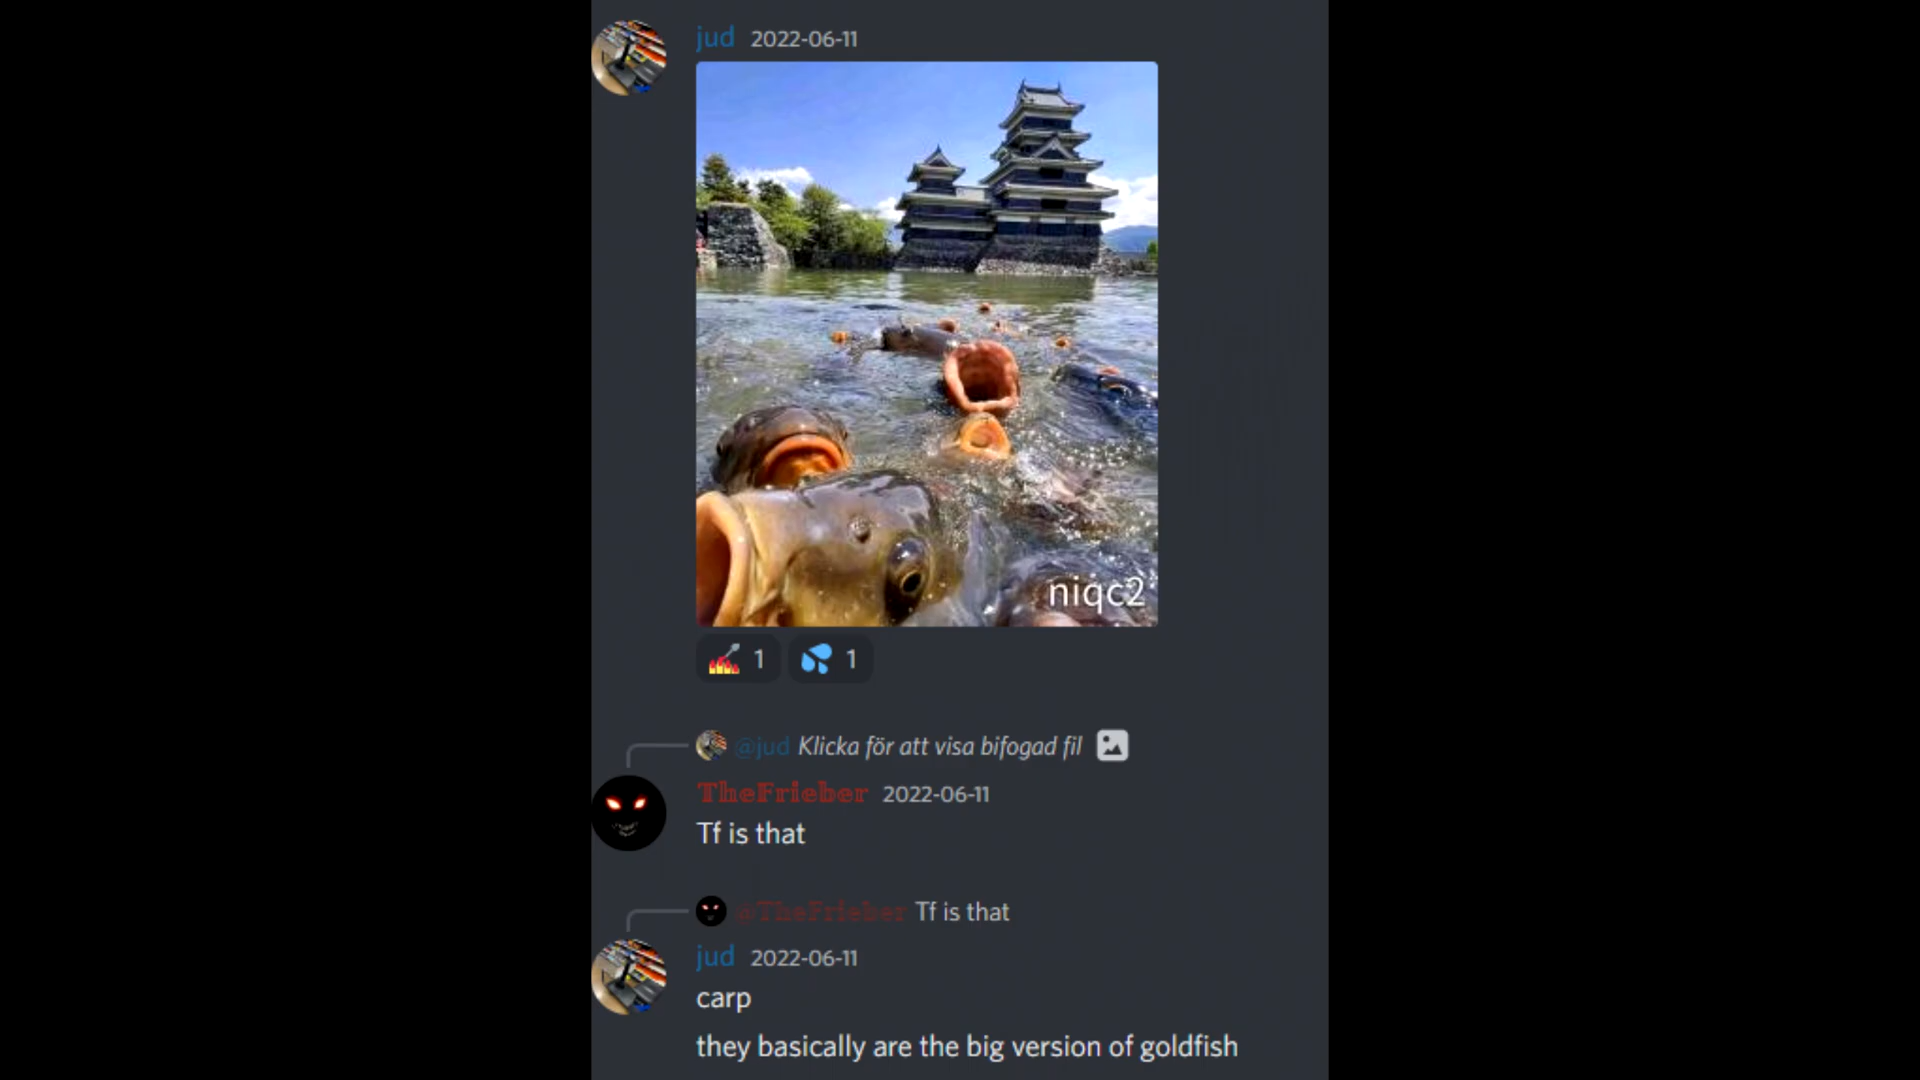 jud 2022-06-11
niqc2
1 1
@jud Klicka för att visa bifogad fil
TheFrieber 2022-06-11
Tf is that
@TheFrieber Tf is that
jud 2022-06-11
carp
they basically are the big version of goldfish